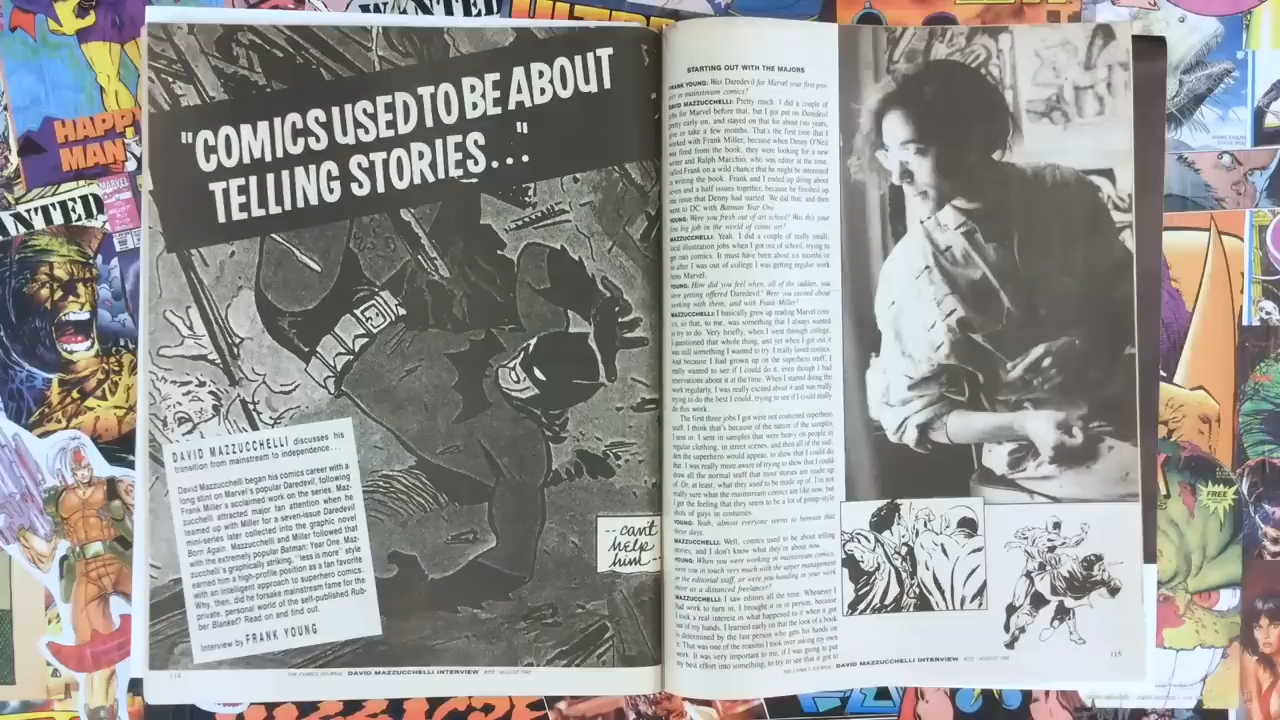 WANTED
HAPPY
MAN
MARVEL
"COMICS USED TO BE ABOUT
TELLING STORIES..."
DAVID MAZZUCCHELLI discusses his
transition from mainstream to independence...
David Mazzucchelli began his comics career with a
long stint on Marvel's popular Daredevil, following
Frank Miller's acclaimed work on the series. Maz-
zucchelli attracted major fan attention when he
teamed up with Miller for a seven-issue Daredevil
mini-series later collected into the graphic novel
Born Again. Mazzucchelli and Miller followed that
with the extremely popular Batman: Year One. Maz-
zucchelli's graphically striking, "less is more" style
earned him a high-profile position as a fan favorite
with an intelligent approach to superhero comics.
Why, then, did he forsake mainstream fame for the
private, personal world of the self-published Rub-
ber Blanket? Read on and find out.
Interview by FRANK YOUNG
--can't
help
him--
114
THE COMICS JOURNAL DAVID MAZZUCCHELLI INTERVIEW #152 / AUGUST 1992
STARTING OUT WITH THE MAJORS
FRANK YOUNG: Was Daredevil for Marvel your first pro-
ject in mainstream comics?
DAVID MAZZUCCHELLI: Pretty much. I did a couple of
jobs for Marvel before that, but I got put on Daredevil
pretty early on, and stayed on that for about two years,
give or take a few months. That's the first time that I
worked with Frank Miller, because when Denny O'Neil
was fired from the book, they were looking for a new
writer and Ralph Macchio, who was editor at the time,
called Frank on a wild chance that he might be interested
in writing the book. Frank and I ended up doing about
seven and a half issues together, because he finished up
one issue that Denny had started. We did that, and then
went to DC with Batman Year One.
YOUNG: Were you fresh out of art school? Was this your
first big job in the world of comic art?
MAZZUCCHELLI: Yeah. I did a couple of really small,
local illustration jobs when I got out of school, trying to
get into comics. It must have been about six months or
so after I was out of college I was getting regular work
from Marvel.
YOUNG: How did you feel when, all of the sudden, you
were getting offered Daredevil? Were you excited about
working with them, and with Frank Miller?
MAZZUCCHELLI: I basically grew up reading Marvel com-
ics, so that, to me, was something that I always wanted
to try to do. Very briefly, when I went through college,
I questioned that whole thing, and yet when I got out it
was still something I wanted to try. I really loved comics.
And because I had grown up on the superhero stuff, I
really wanted to see if I could do it, even though I had
reservations about it at the time. When I started doing the
work regularly, I was really excited about it and was really
trying to do the best I could, trying to see if I could really
do this work.
The first three jobs I got were not costumed superhero
stuff. I think that's because of the nature of the samples
I sent in. I sent in samples that were heavy on people in
regular clothing, in street scenes, and then all of the sud-
den the superhero would appear, to show that I could do
that. I was really more aware of trying to show that I could
draw all the normal stuff that most stories are made up
of. Or, at least, what they used to be made up of. I'm not
really sure what the mainstream comics are like now, but
I get the feeling that they seem to be a lot of pimp-style
shots of guys in costumes.
YOUNG: Yeah, almost everyone seems to bemoan that
these days.
MAZZUCCHELLI: Well, comics used to be about telling
stories, and I don't know what they're about now.
YOUNG: When you were working in mainstream comics,
were you in touch very much with the upper management
or the editorial staff, or were you handing in your work
more as a distanced freelancer?
MAZZUCCHELLI: I saw editors all the time. Whenever I
had work to turn in, I brought it in in person, because
I took a real interest in what happened to it when it got
out of my hands. I learned early on that the look of a book
is determined by the last person who gets his hands on
it. That was one of the reasons I took over inking my own
work. It was very important to me, if I was going to put
my best effort into something, to try to see that it got to
THE COMICS JOURNAL DAVID MAZZUCCHELLI INTERVIEW #152 / AUGUST 1992
115
FREE